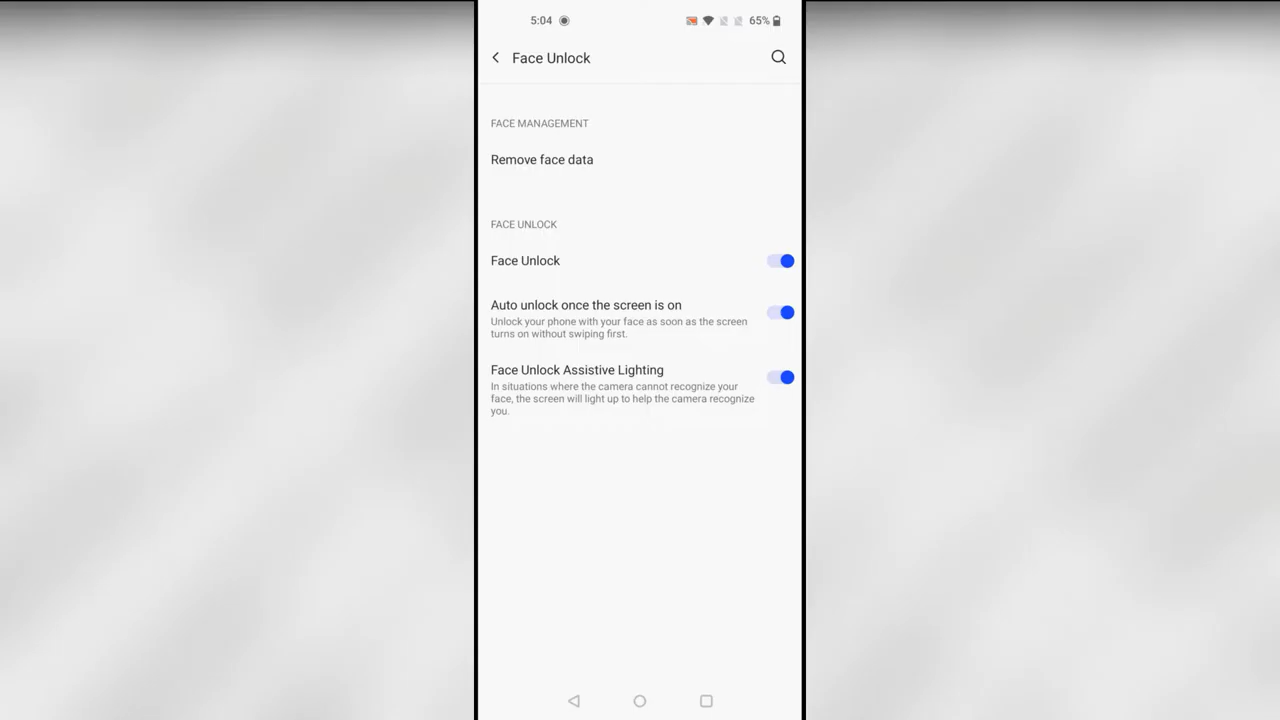 5:04
65%
Face Unlock
FACE MANAGEMENT
Remove face data
FACE UNLOCK
Face Unlock
Auto unlock once the screen is on
Unlock your phone with your face as soon as the screen
turns on without swiping first.
Face Unlock Assistive Lighting
In situations where the camera cannot recognize your
face, the screen will light up to help the camera recognize
you.